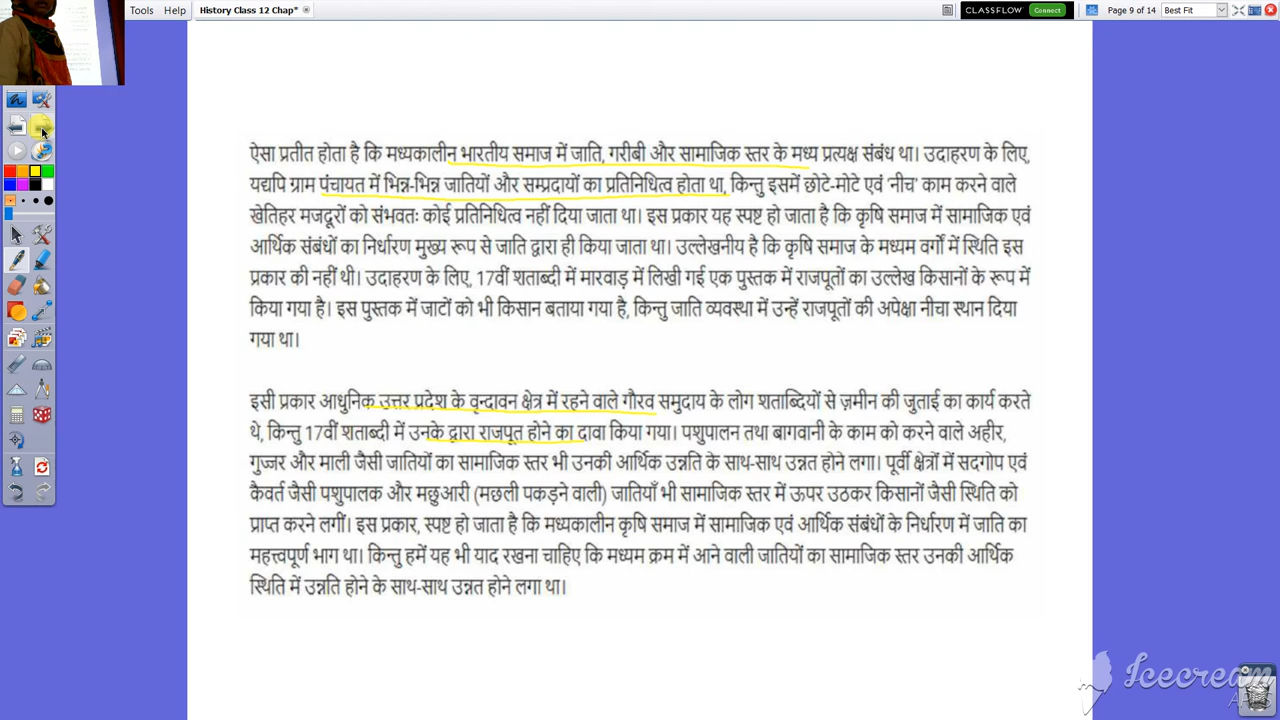 Tools Help History Class 12 Chap* CLASSFLOW Connect Page 9 of 14 Best Fit
ऐसा प्रतीत होता है कि मध्यकालीन भारतीय समाज में जाति, गरीबी और सामाजिक स्तर के मध्य प्रत्यक्ष संबंध था। उदाहरण के लिए,
यद्यपि ग्राम पंचायत में भिन्न-भिन्न जातियों और सम्प्रदायों का प्रतिनिधित्व होता था, किन्तु इसमें छोटे-मोटे एवं 'नीच' काम करने वाले
खेतिहर मजदूरों को संभवतः कोई प्रतिनिधित्व नहीं दिया जाता था। इस प्रकार यह स्पष्ट हो जाता है कि कृषि समाज में सामाजिक एवं
आर्थिक संबंधों का निर्धारण मुख्य रूप से जाति द्वारा ही किया जाता था। उल्लेखनीय है कि कृषि समाज के मध्यम वर्गों में स्थिति इस
प्रकार की नहीं थी। उदाहरण के लिए, 17वीं शताब्दी में मारवाड़ में लिखी गई एक पुस्तक में राजपूतों का उल्लेख किसानों के रूप में
किया गया है। इस पुस्तक में जाटों को भी किसान बताया गया है, किन्तु जाति व्यवस्था में उन्हें राजपूतों की अपेक्षा नीचा स्थान दिया
गया था।
इसी प्रकार आधुनिक उत्तर प्रदेश के वृन्दावन क्षेत्र में रहने वाले गौरव समुदाय के लोग शताब्दियों से ज़मीन की जुताई का कार्य करते
थे, किन्तु 17वीं शताब्दी में उनके द्वारा राजपूत होने का दावा किया गया। पशुपालन तथा बागवानी के काम को करने वाले अहीर,
गुज्जर और माली जैसी जातियों का सामाजिक स्तर भी उनकी आर्थिक उन्नति के साथ-साथ उन्नत होने लगा। पूर्वी क्षेत्रों में सदगोप एवं
कैवर्त जैसी पशुपालक और मछुआरी (मछली पकड़ने वाली) जातियाँ भी सामाजिक स्तर में ऊपर उठकर किसानों जैसी स्थिति को
प्राप्त करने लगीं। इस प्रकार, स्पष्ट हो जाता है कि मध्यकालीन कृषि समाज में सामाजिक एवं आर्थिक संबंधों के निर्धारण में जाति का
महत्त्वपूर्ण भाग था। किन्तु हमें यह भी याद रखना चाहिए कि मध्यम क्रम में आने वाली जातियों का सामाजिक स्तर उनकी आर्थिक
स्थिति में उन्नति होने के साथ-साथ उन्नत होने लगा था।
Icecream
APPS